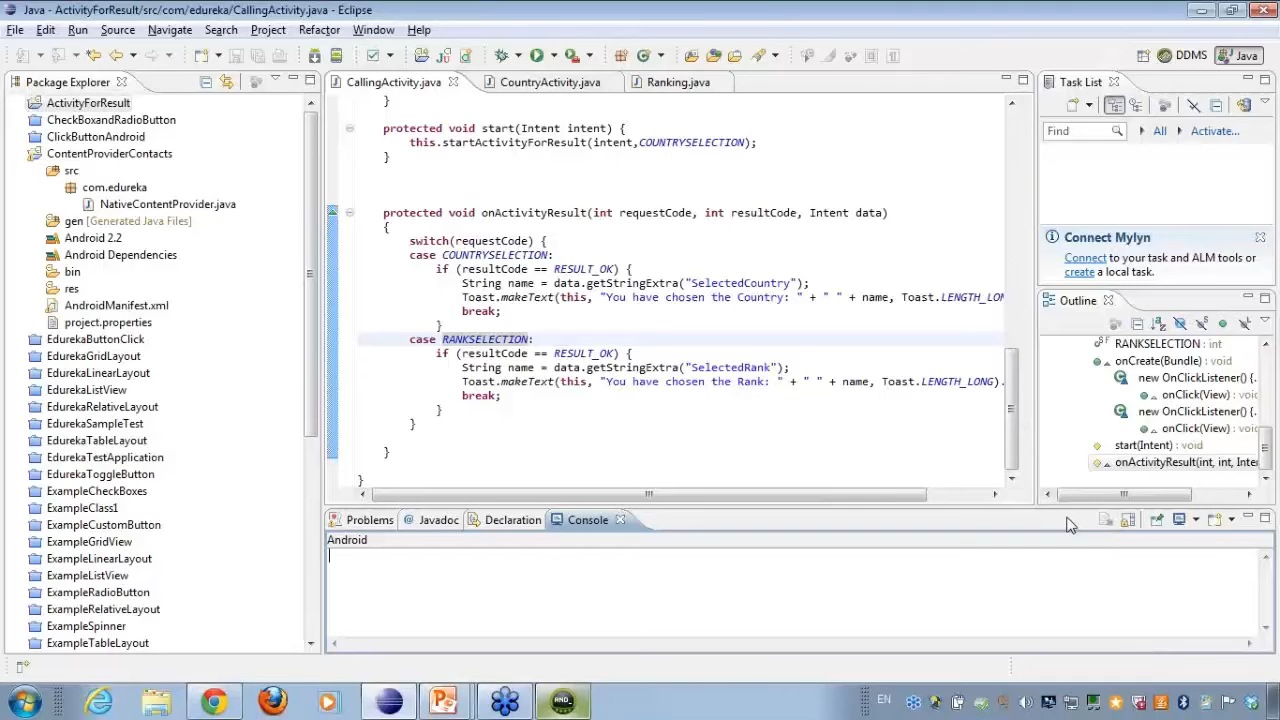 Java - ActivityForResult/src/com/edureka/CallingActivity.java - Eclipse
File Edit Run Source Navigate Search Project Refactor Window Help
DDMS Java
Package Explorer
ActivityForResult
CheckBoxandRadioButton
ClickButtonAndroid
ContentProviderContacts
src
com.edureka
NativeContentProvider.java
gen [Generated Java Files]
Android 2.2
Android Dependencies
bin
res
AndroidManifest.xml
project.properties
EdurekaButtonClick
EdurekaGridLayout
EdurekaLinearLayout
EdurekaListView
EdurekaRelativeLayout
EdurekaSampleTest
EdurekaTableLayout
EdurekaTestApplication
EdurekaToggleButton
ExampleCheckBoxes
ExampleClass1
ExampleCustomButton
ExampleGridView
ExampleLinearLayout
ExampleListView
ExampleRadioButton
ExampleRelativeLayout
ExampleSpinner
ExampleTableLayout
CallingActivity.java CountryActivity.java Ranking.java
}
protected void start(Intent intent) {
this.startActivityForResult(intent,COUNTRYSELECTION);
}
protected void onActivityResult(int requestCode, int resultCode, Intent data)
{
switch(requestCode) {
case COUNTRYSELECTION:
if (resultCode == RESULT_OK) {
String name = data.getStringExtra("SelectedCountry");
Toast.makeText(this, "You have chosen the Country: " + " " + name, Toast.LENGTH_LON
break;
}
case RANKSELECTION:
if (resultCode == RESULT_OK) {
String name = data.getStringExtra("SelectedRank");
Toast.makeText(this, "You have chosen the Rank: " + " " + name, Toast.LENGTH_LONG).
break;
}
}
}
}
Task List
Find All Activate...
Connect Mylyn
Connect to your task and ALM tools or
create a local task.
Outline
RANKSELECTION : int
onCreate(Bundle) : void
new OnClickListener() {..
onClick(View) : voi
new OnClickListener() {..
onClick(View) : voi
start(Intent) : void
onActivityResult(int, int, Inte
Problems Javadoc Declaration Console
Android
EN